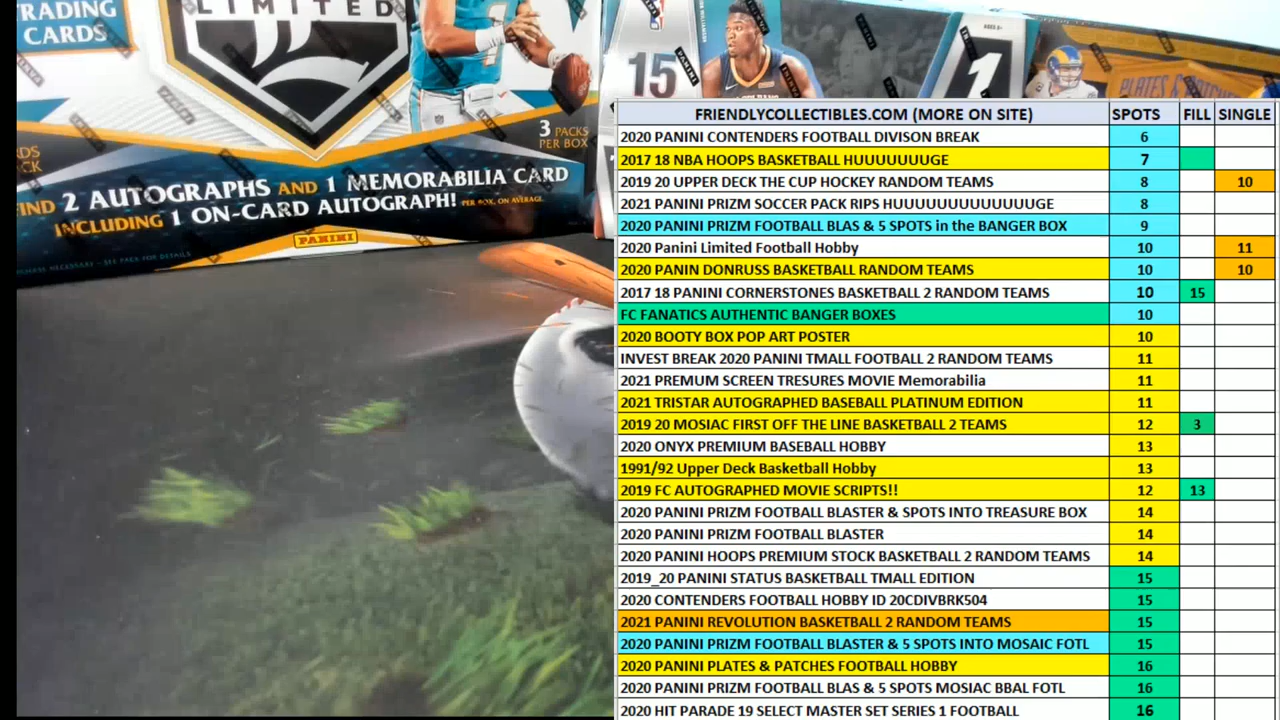 TRADING
CARDS
LIMITED
1
3 PACKS
PER BOX
FIND 2 AUTOGRAPHS AND 1 MEMORABILIA CARD
INCLUDING 1 ON-CARD AUTOGRAPH! PER BOX, ON AVERAGE.
PANINI
15
1
PLATES & PATCHES
FRIENDLYCOLLECTIBLES.COM (MORE ON SITE) SPOTS FILL SINGLE
2020 PANINI CONTENDERS FOOTBALL DIVISON BREAK 6
2017 18 NBA HOOPS BASKETBALL HUUUUUUUGE 7
2019 20 UPPER DECK THE CUP HOCKEY RANDOM TEAMS 8 10
2021 PANINI PRIZM SOCCER PACK RIPS HUUUUUUUUUUUUUGE 8
2020 PANINI PRIZM FOOTBALL BLAS & 5 SPOTS in the BANGER BOX 9
2020 Panini Limited Football Hobby 10 11
2020 PANIN DONRUSS BASKETBALL RANDOM TEAMS 10 10
2017 18 PANINI CORNERSTONES BASKETBALL 2 RANDOM TEAMS 10 15
FC FANATICS AUTHENTIC BANGER BOXES 10
2020 BOOTY BOX POP ART POSTER 10
INVEST BREAK 2020 PANINI TMALL FOOTBALL 2 RANDOM TEAMS 11
2021 PREMUM SCREEN TRESURES MOVIE Memorabilia 11
2021 TRISTAR AUTOGRAPHED BASEBALL PLATINUM EDITION 11
2019 20 MOSIAC FIRST OFF THE LINE BASKETBALL 2 TEAMS 12 3
2020 ONYX PREMIUM BASEBALL HOBBY 13
1991/92 Upper Deck Basketball Hobby 13
2019 FC AUTOGRAPHED MOVIE SCRIPTS!! 12 13
2020 PANINI PRIZM FOOTBALL BLASTER & SPOTS INTO TREASURE BOX 14
2020 PANINI PRIZM FOOTBALL BLASTER 14
2020 PANINI HOOPS PREMIUM STOCK BASKETBALL 2 RANDOM TEAMS 14
2019_20 PANINI STATUS BASKETBALL TMALL EDITION 15
2020 CONTENDERS FOOTBALL HOBBY ID 20CDIVBRK504 15
2021 PANINI REVOLUTION BASKETBALL 2 RANDOM TEAMS 15
2020 PANINI PRIZM FOOTBALL BLASTER & 5 SPOTS INTO MOSAIC FOTL 15
2020 PANINI PLATES & PATCHES FOOTBALL HOBBY 16
2020 PANINI PRIZM FOOTBALL BLAS & 5 SPOTS MOSIAC BBAL FOTL 16
2020 HIT PARADE 19 SELECT MASTER SET SERIES 1 FOOTBALL 16